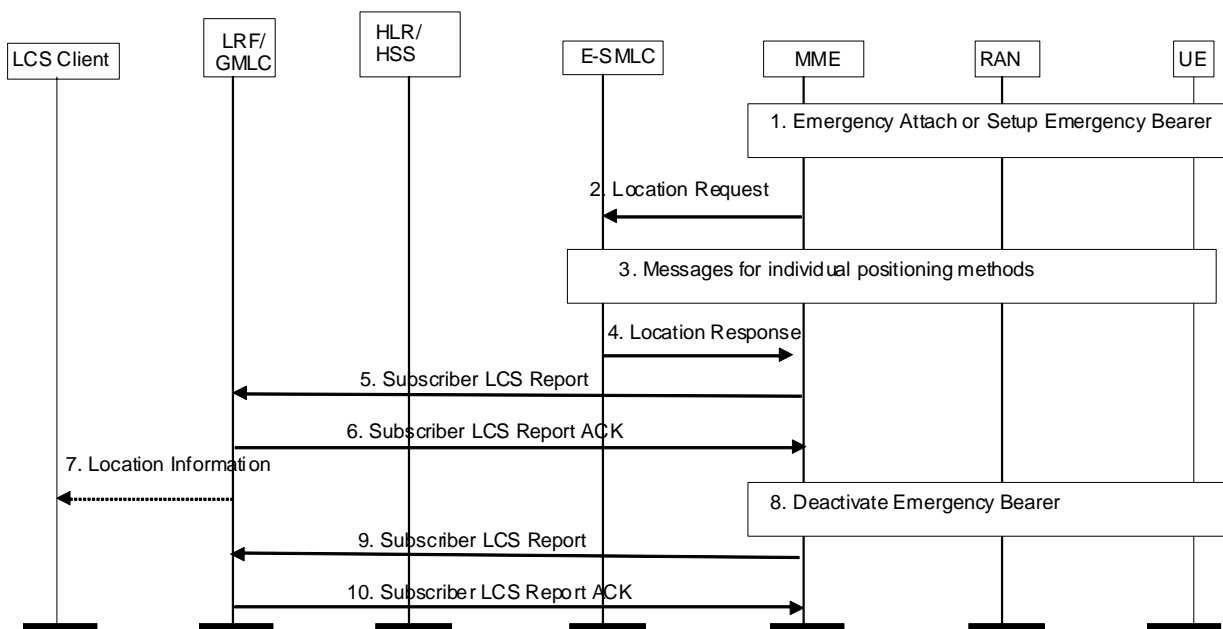 LCS Client
LRF/
GMLC
HLR/
HSS
E-SMLC
MME
RAN
UE
1. Emergency Attach or Setup Emergency Bearer
2. Location Request
3. Messages for individual positioning methods
4. Location Response
5. Subscriber LCS Report
6. Subscriber LCS Report ACK
7. Location Information
8. Deactivate Emergency Bearer
9. Subscriber LCS Report
10. Subscriber LCS Report ACK